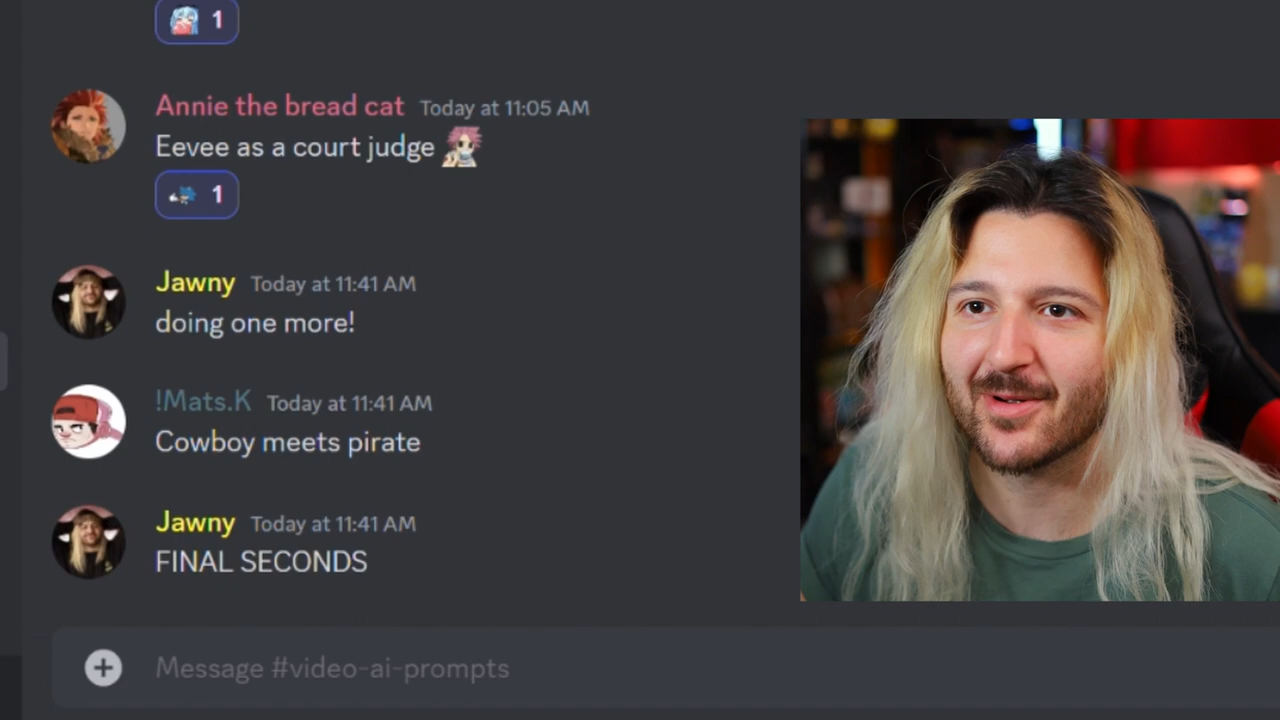 1
Annie the bread cat Today at 11:05 AM
Eevee as a court judge
1
Jawny Today at 11:41 AM
doing one more!
!Mats.K Today at 11:41 AM
Cowboy meets pirate
Jawny Today at 11:41 AM
FINAL SECONDS
Message #video-ai-prompts